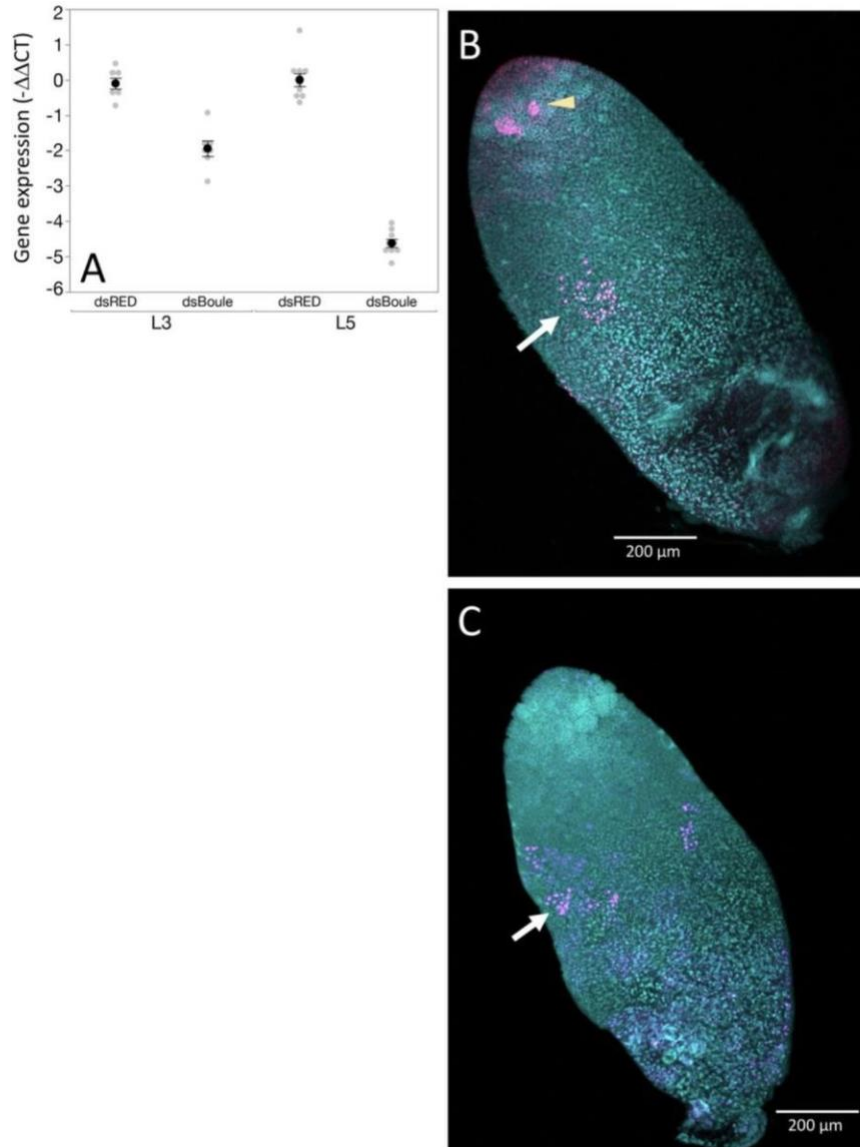 Gene expression (-ΔΔCT)
2
1
0
-1
-2
-3
-4
-5
-6
A
dsRED dsBoule dsRED dsBoule
L3 L5
B
200 μm
C
200 μm